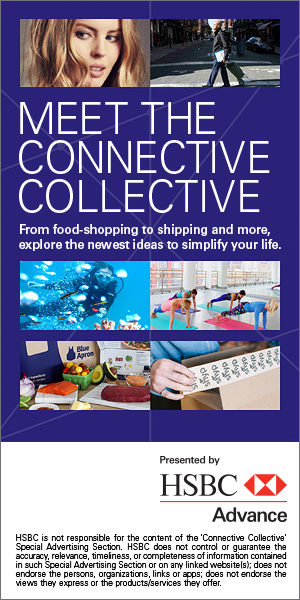 MEET THE
CONNECTIVE
COLLECTIVE
From food-shopping to shipping and more,
explore the newest ideas to simplify your life.
Blue
Apron
shyp shyp shyp
Presented by
HSBC
Advance
HSBC is not responsible for the content of the 'Connective Collective'
Special Advertising Section. HSBC does not control or guarantee the
accuracy, relevance, timeliness, or completeness of information contained
in such Special Advertising Section or on any linked website(s); does not
endorse the persons, organizations, links or apps; does not endorse the
views they express or the products/services they offer.